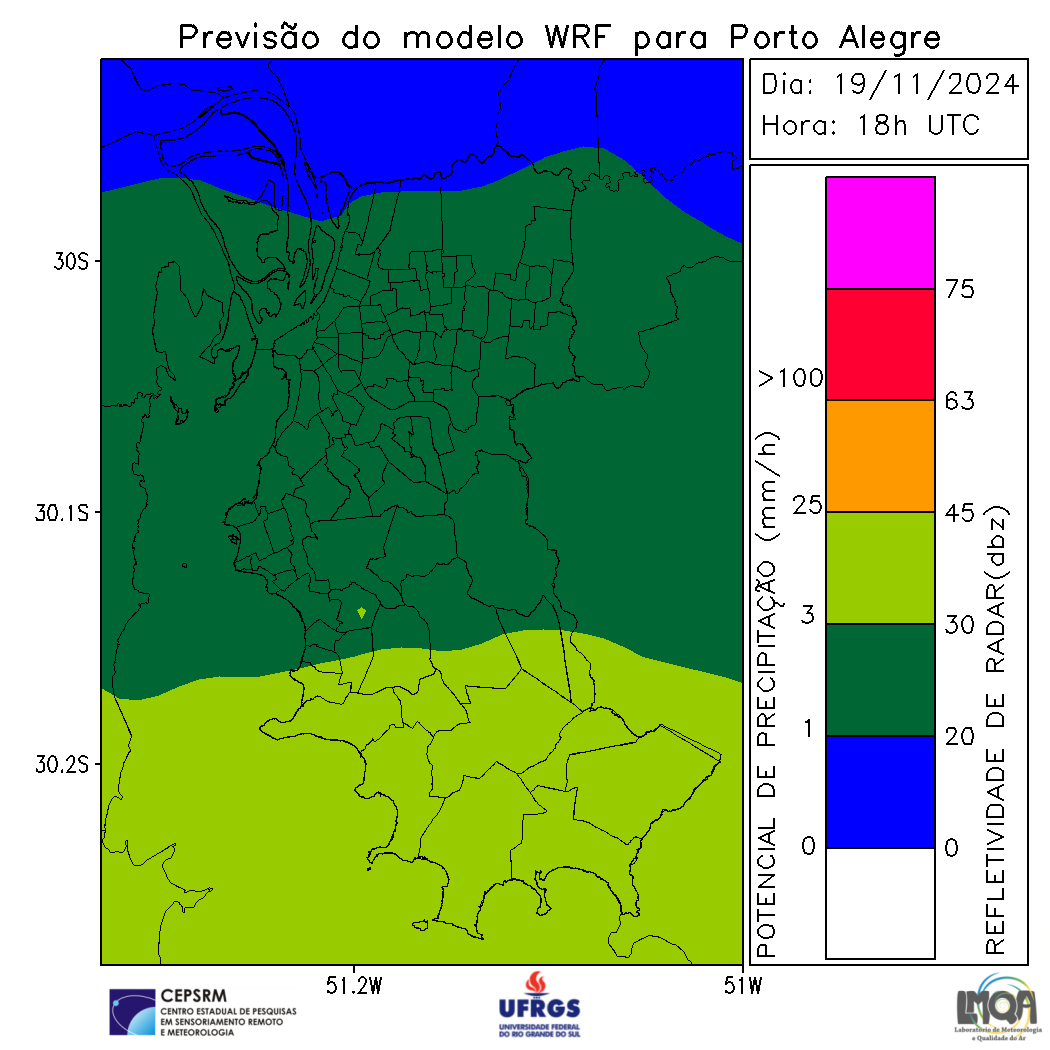 Previsão do modelo WRF para Porto Alegre
Dia: 19/11/2024
Hora: 18h UTC
30S
30.1S
30.2S
51.2W
51W
POTENCIAL DE PRECIPITAÇÃO (mm/h)
>100
25
3
1
0
75
63
45
30
20
0
REFLETIVIDADE DE RADAR(dbz)
CEPSRM
CENTRO ESTADUAL DE PESQUISAS
EM SENSORIAMENTO REMOTO
E METEOROLOGIA
UFRGS
UNIVERSIDADE FEDERAL
DO RIO GRANDE DO SUL
LMQA
Laboratório de Meteorologia
e Qualidade do Ar